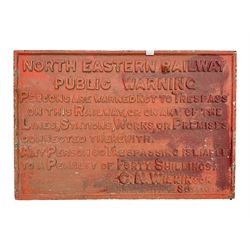 NORTH EASTERN RAILWAY
PUBLIC WARNING
PERSONS ARE WARNED NOT TO TRESPASS
ON THIS RAILWAY, OR ON ANY OF THE
LINES, STATIONS, WORKS, OR PREMISES
CONNECTED THEREWITH.
ANY PERSON SO TRESPASSING IS LIABLE
TO A PENALTY OF FORTY SHILLINGS.
C.N. WILKINSON